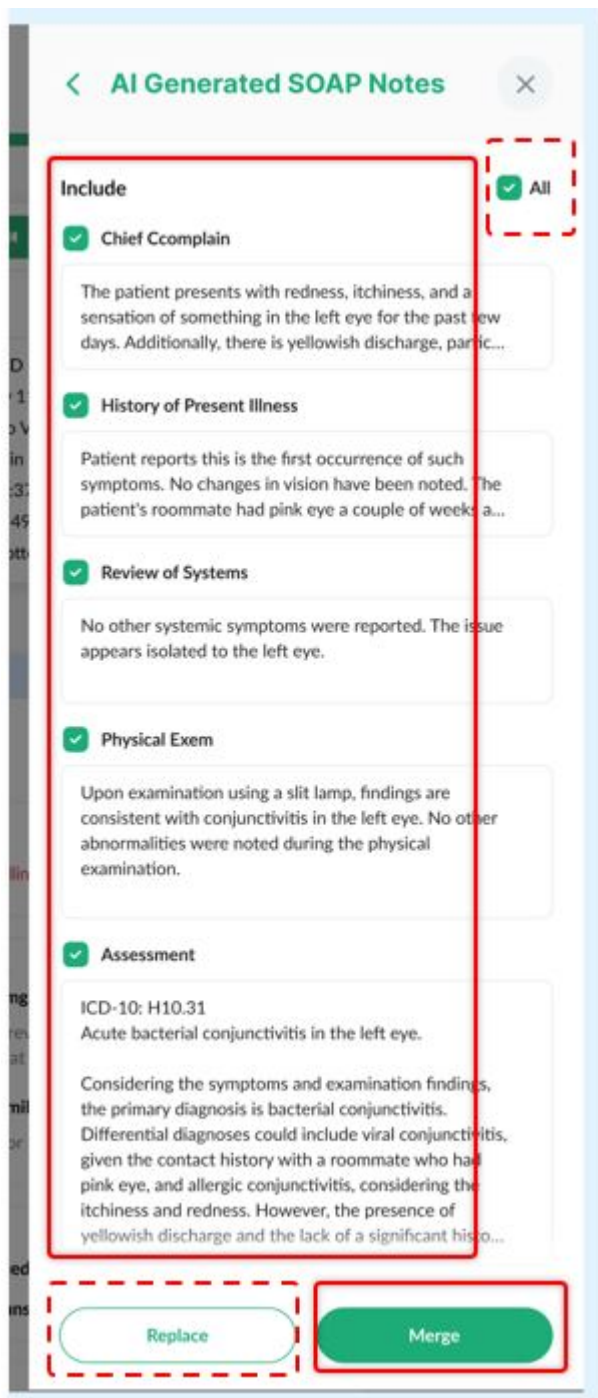 AI Generated SOAP Notes
Include
All
Chief Ccomplain
The patient presents with redness, itchiness, and a
sensation of something in the left eye for the past few
days. Additionally, there is yellowish discharge, partic...
History of Present Illness
Patient reports this is the first occurrence of such
symptoms. No changes in vision have been noted. The
patient's roommate had pink eye a couple of weeks a...
Review of Systems
No other systemic symptoms were reported. The issue
appears isolated to the left eye.
Physical Exem
Upon examination using a slit lamp, findings are
consistent with conjunctivitis in the left eye. No other
abnormalities were noted during the physical
examination.
Assessment
ICD-10: H10.31
Acute bacterial conjunctivitis in the left eye.
Considering the symptoms and examination findings,
the primary diagnosis is bacterial conjunctivitis.
Differential diagnoses could include viral conjunctivitis,
given the contact history with a roommate who had
pink eye, and allergic conjunctivitis, considering the
itchiness and redness. However, the presence of
yellowish discharge and the lack of a significant histo...
Replace
Merge